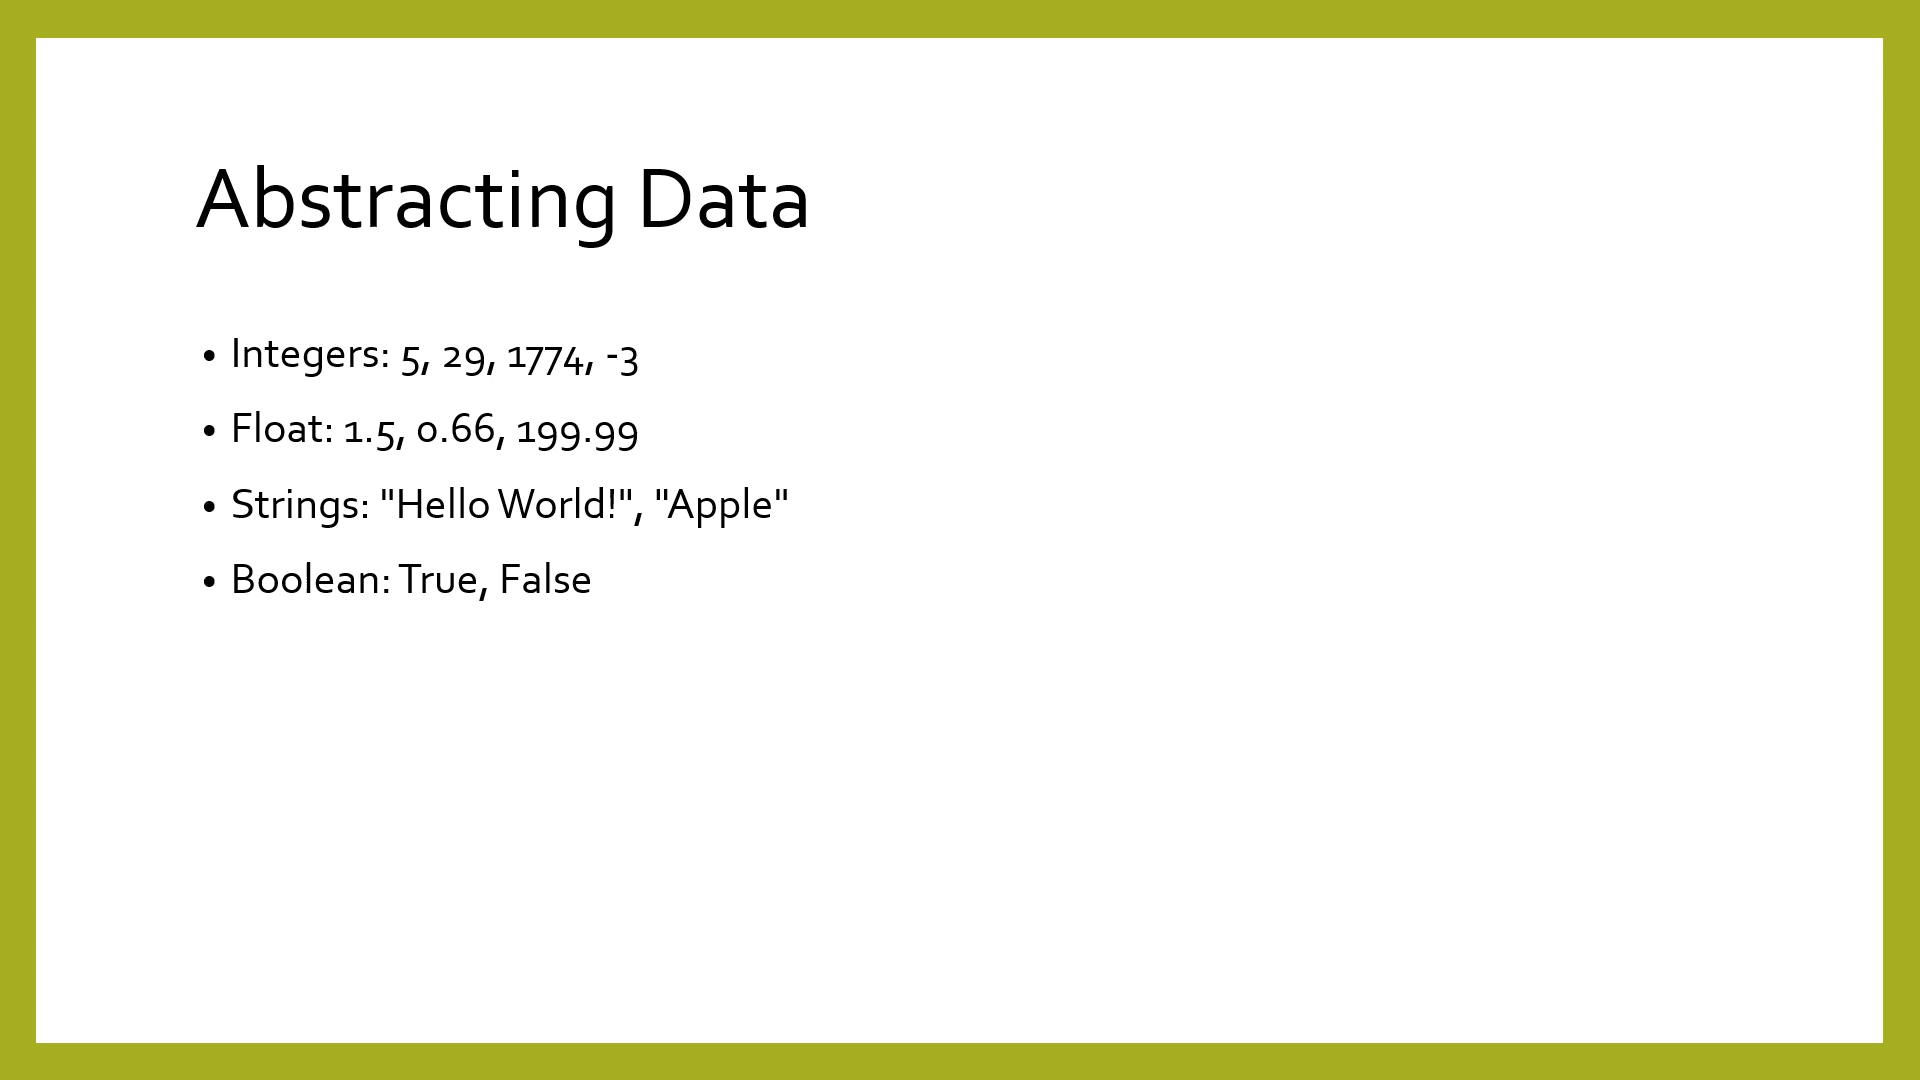 Abstracting Data
• Integers: 5, 29, 1774, -3
• Float: 1.5, 0.66, 199.99
• Strings: "Hello World!", "Apple"
• Boolean: True, False